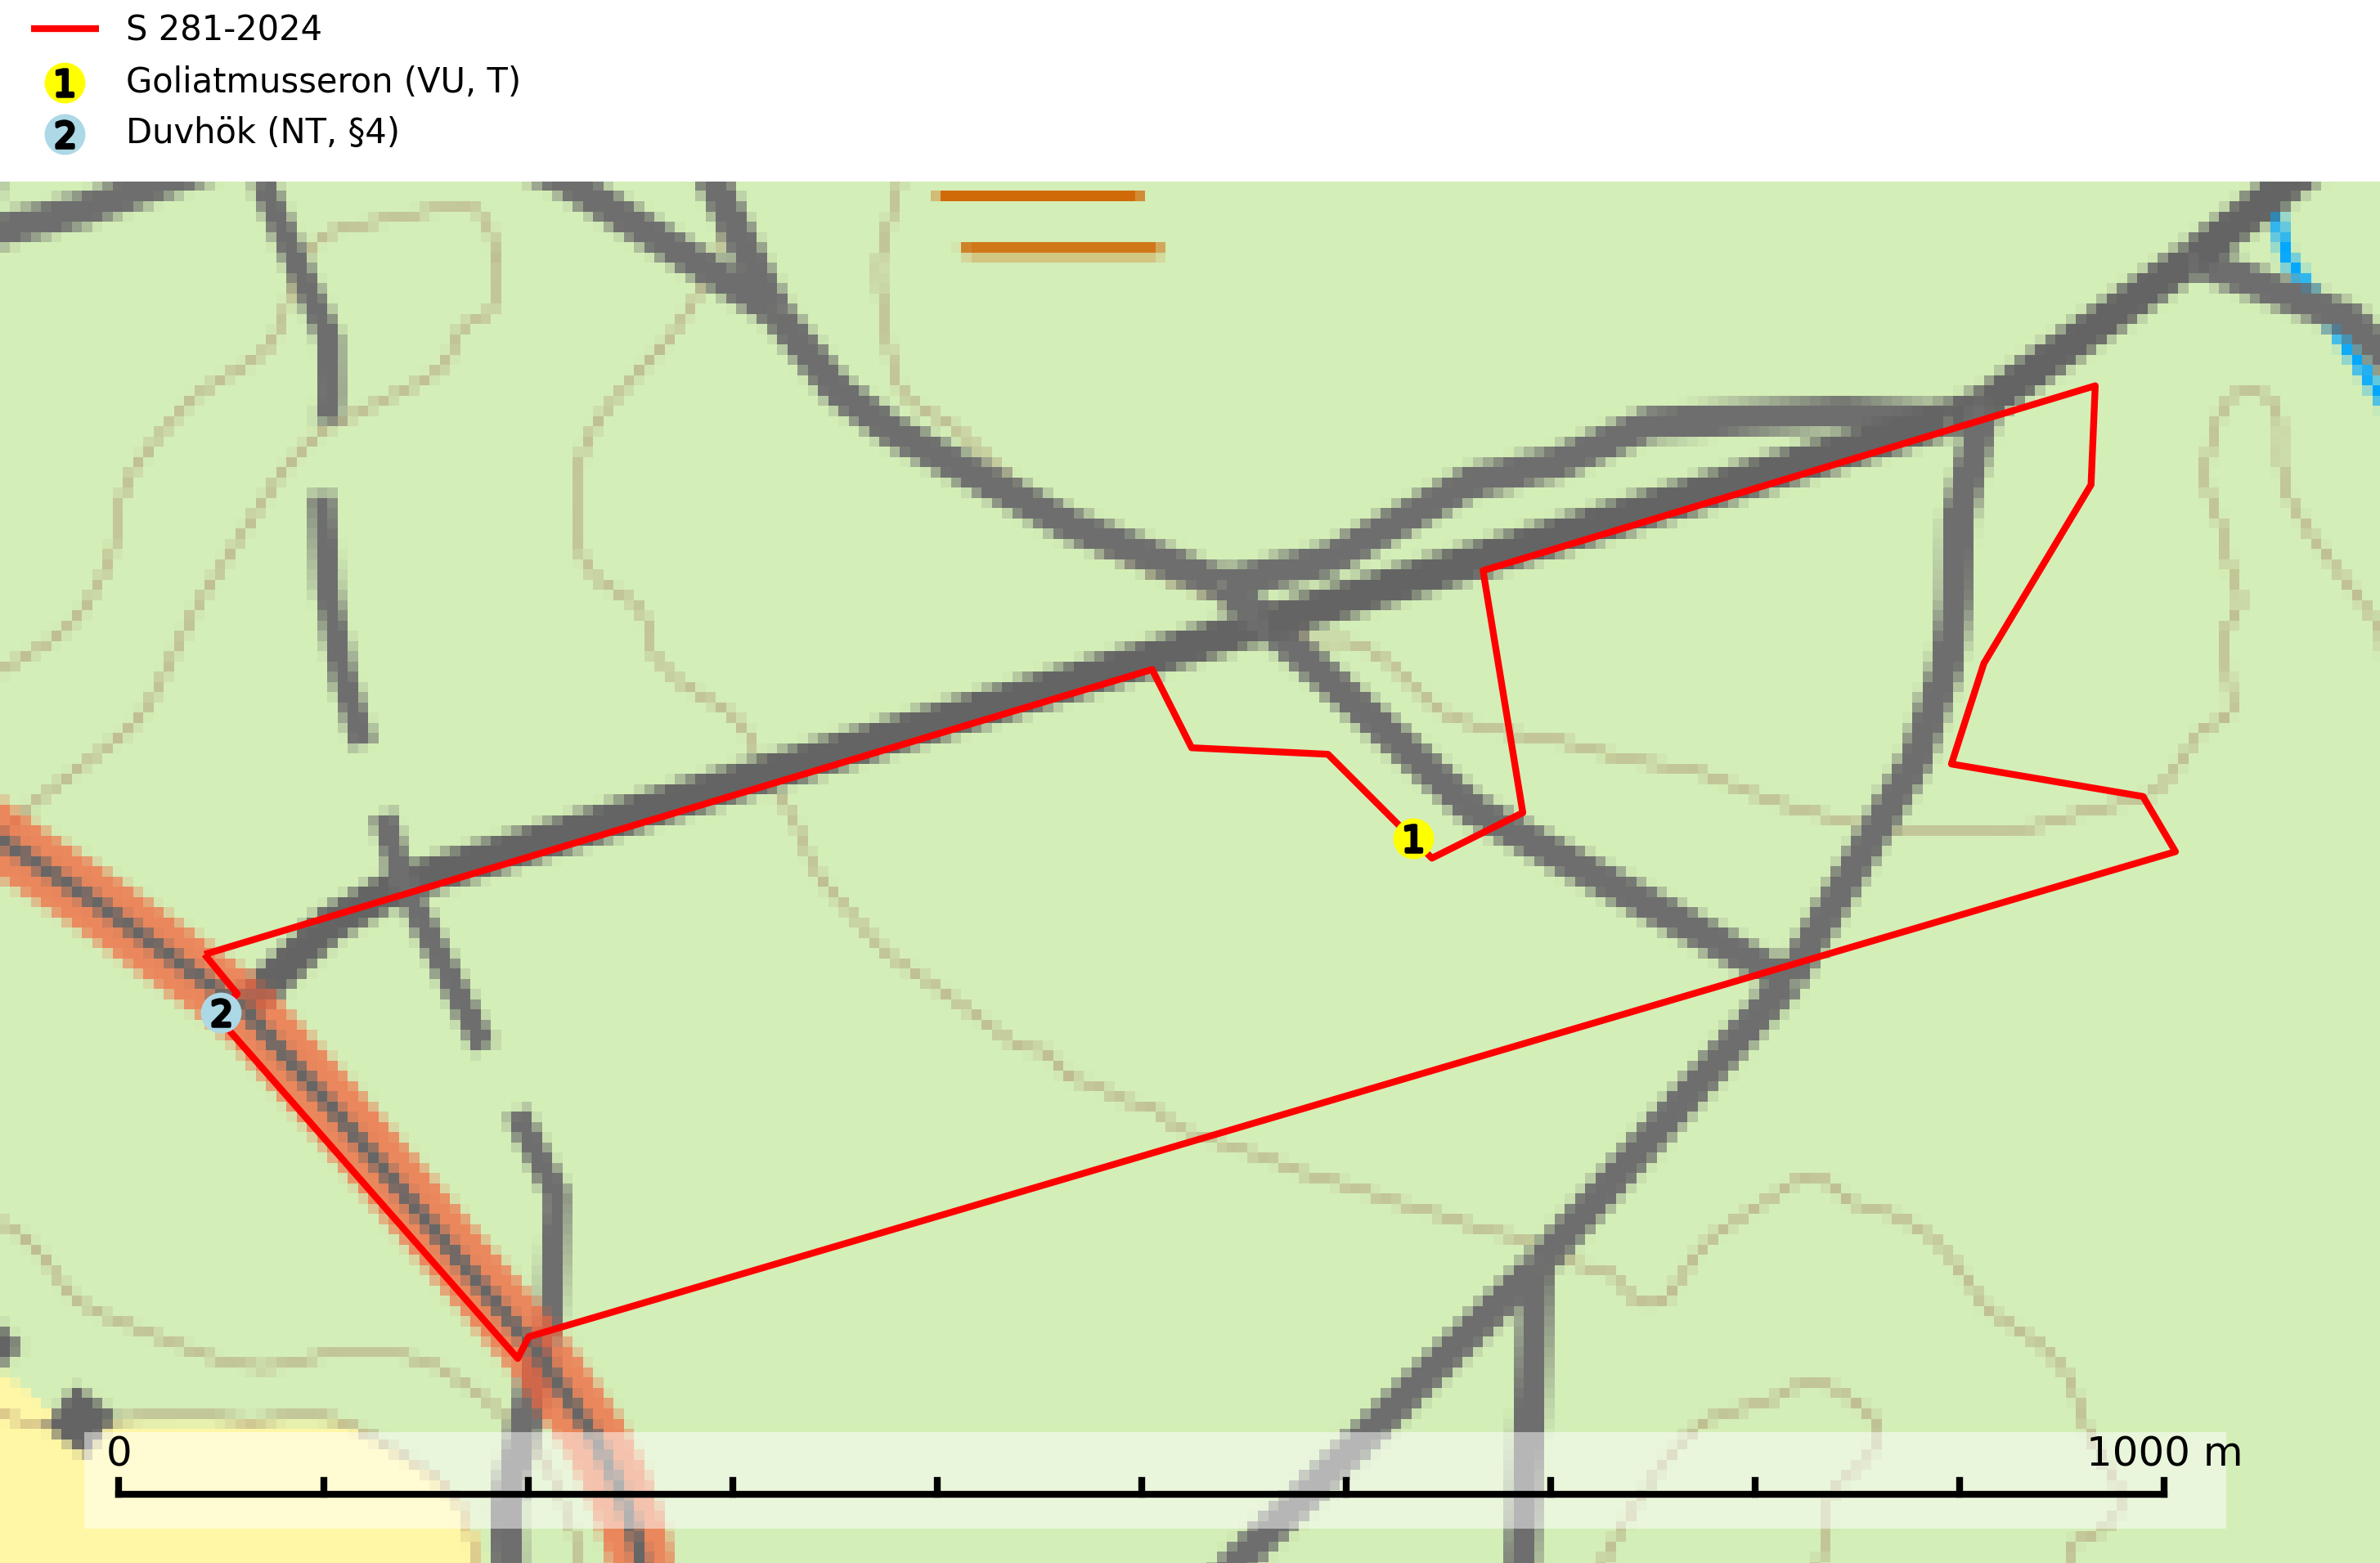 S 281-2024
1 Goliatmusseron (VU, T)
2 Duvhök (NT, §4)
1
2
0 1000 m